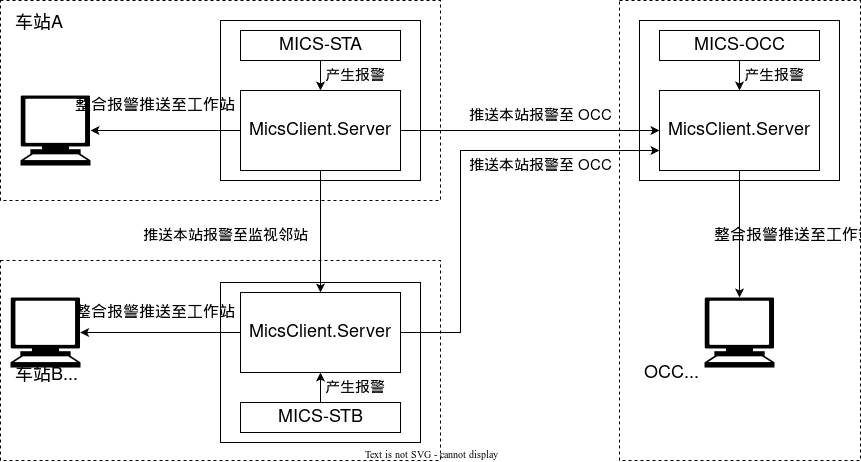 车站A
MICS-STA
产生报警
整合报警推送至工作站
MicsClient.Server
推送本站报警至 OCC
MICS-OCC
产生报警
MicsClient.Server
推送本站报警至 OCC
推送本站报警至监视邻站
整合报警推送至工作
整合报警推送至工作站
MicsClient.Server
车站B...
产生报警
MICS-STB
OCC...
Text is not SVG - cannot display